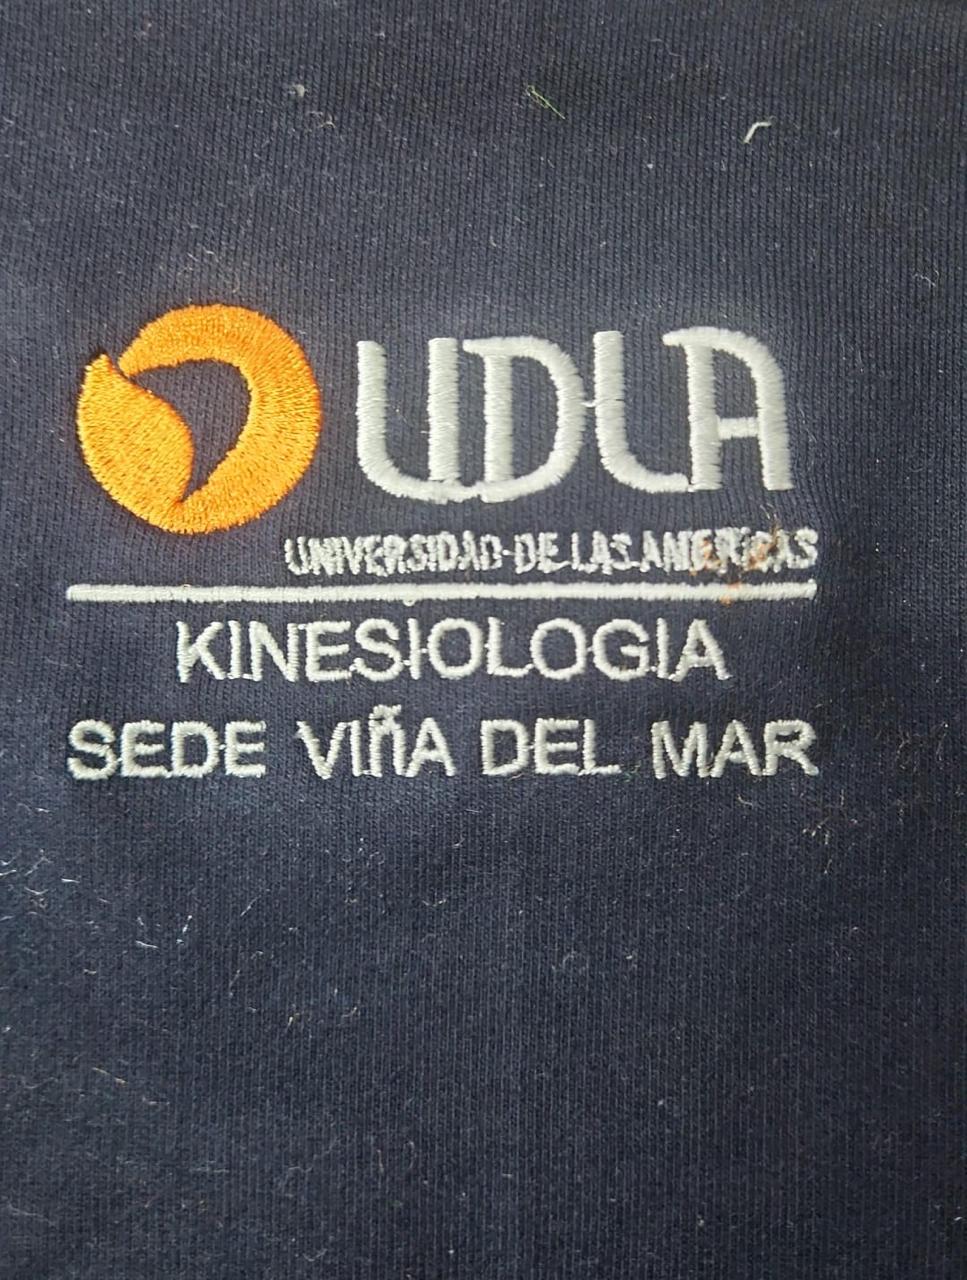 UDLA
UNIVERSIDAD DE LAS AMERICAS
KINESIOLOGIA
SEDE VIñA DEL MAR